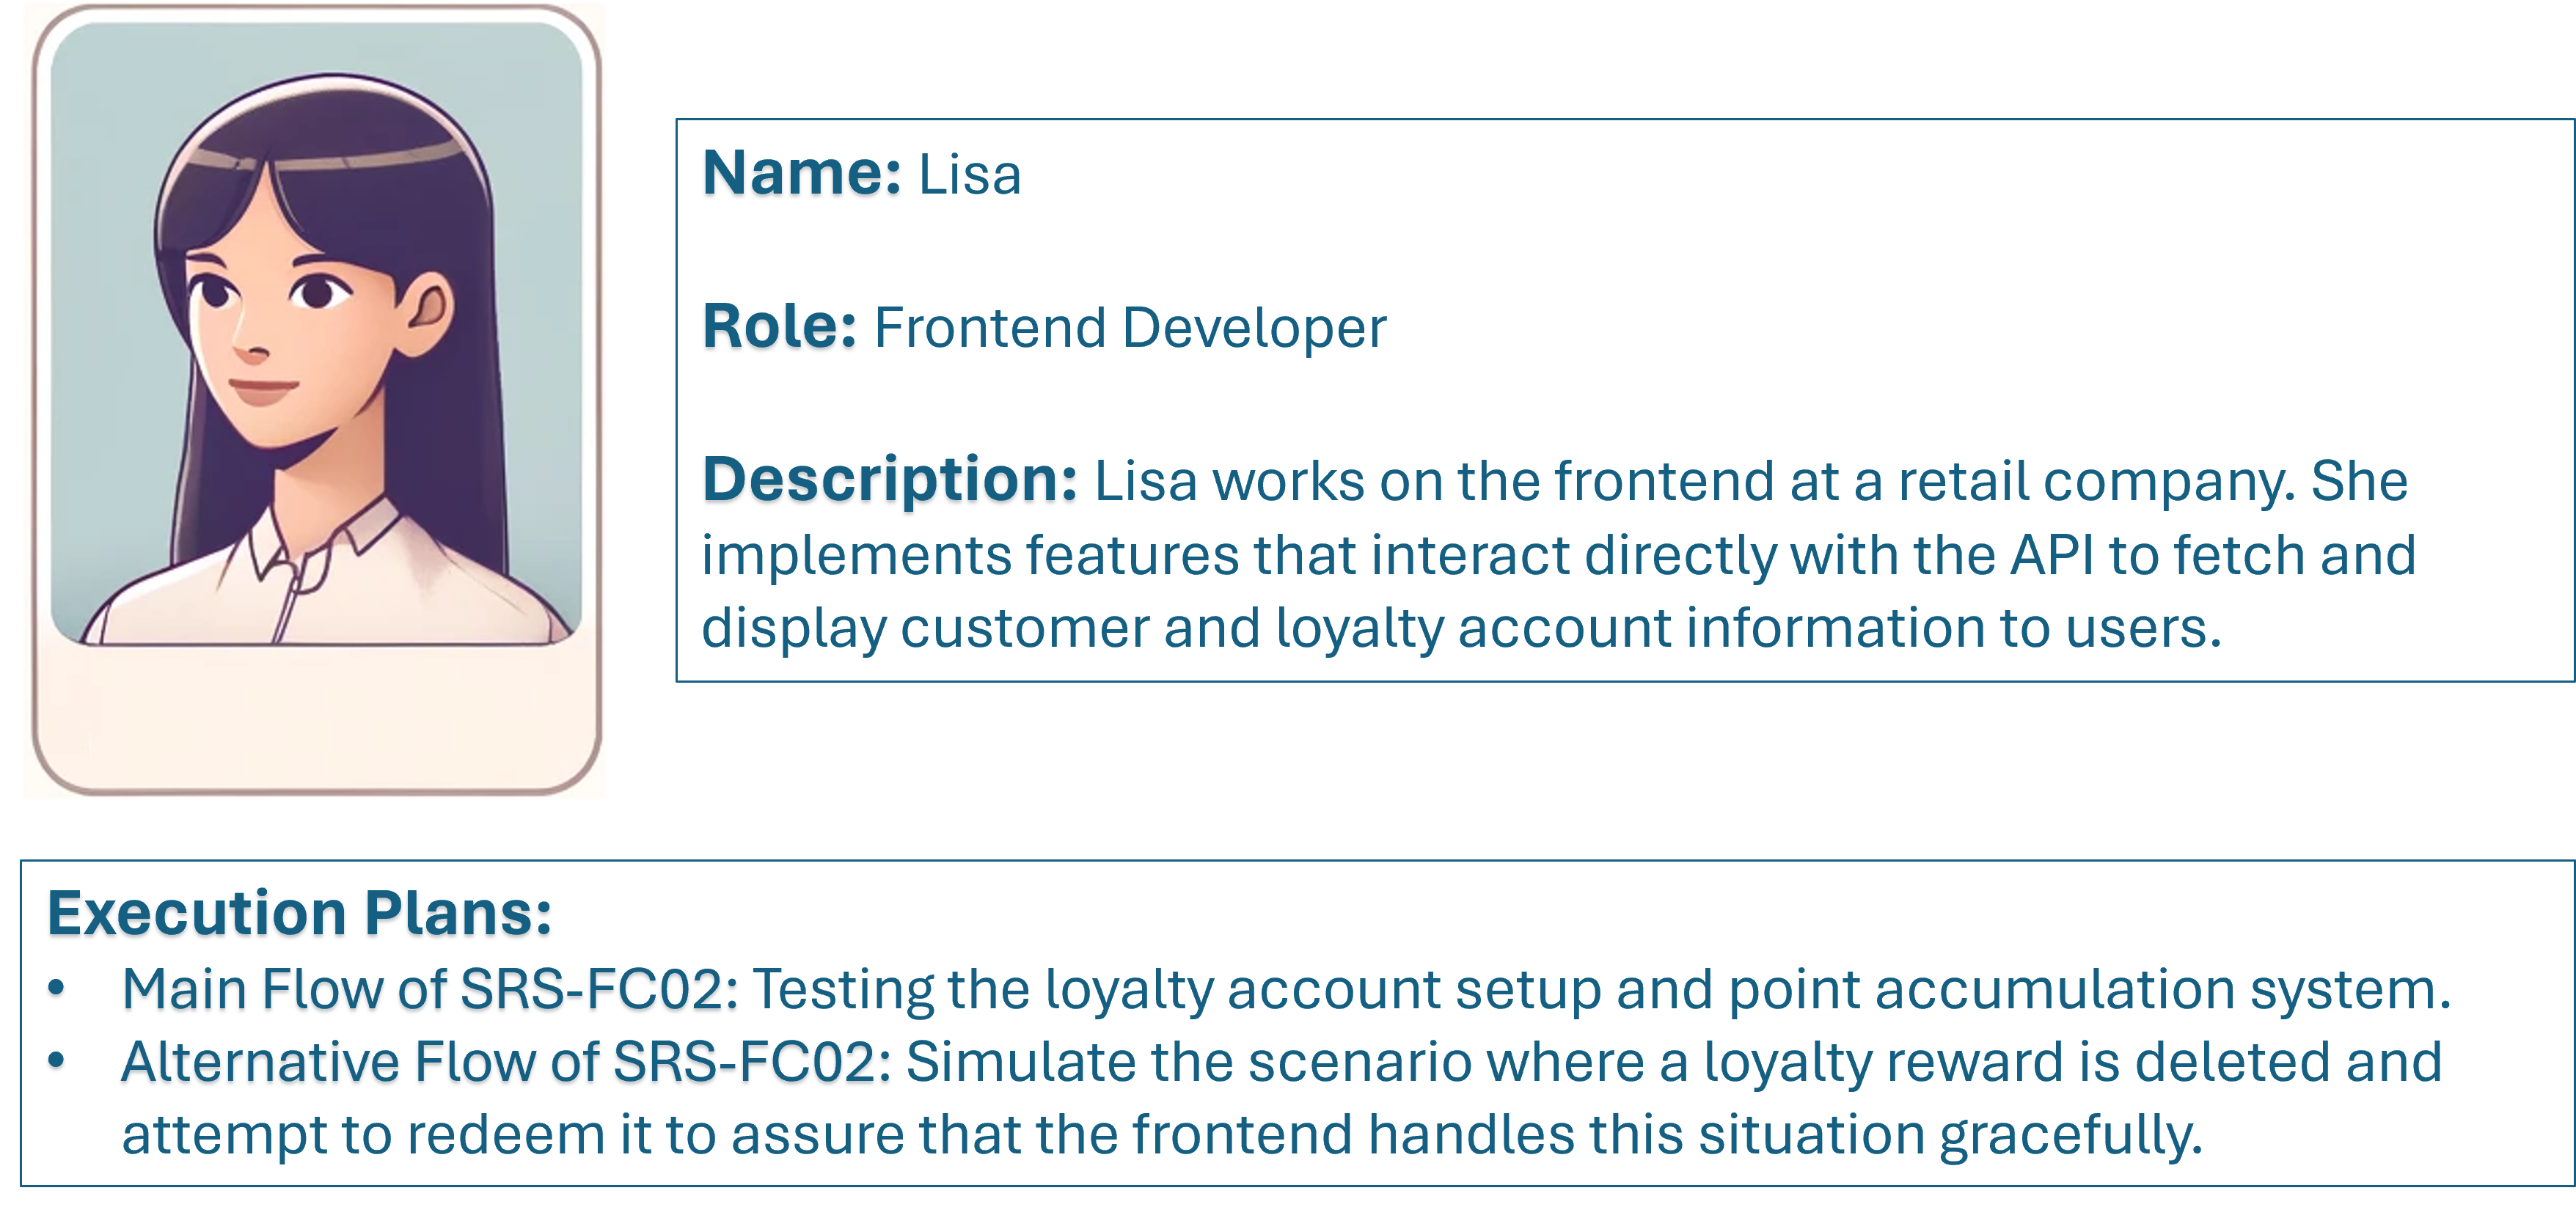 Name: Lisa
Role: Frontend Developer
Description: Lisa works on the frontend at a retail company. She
implements features that interact directly with the API to fetch and
display customer and loyalty account information to users.
Execution Plans:
• Main Flow of SRS-FC02: Testing the loyalty account setup and point accumulation system.
• Alternative Flow of SRS-FC02: Simulate the scenario where a loyalty reward is deleted and
attempt to redeem it to assure that the frontend handles this situation gracefully.